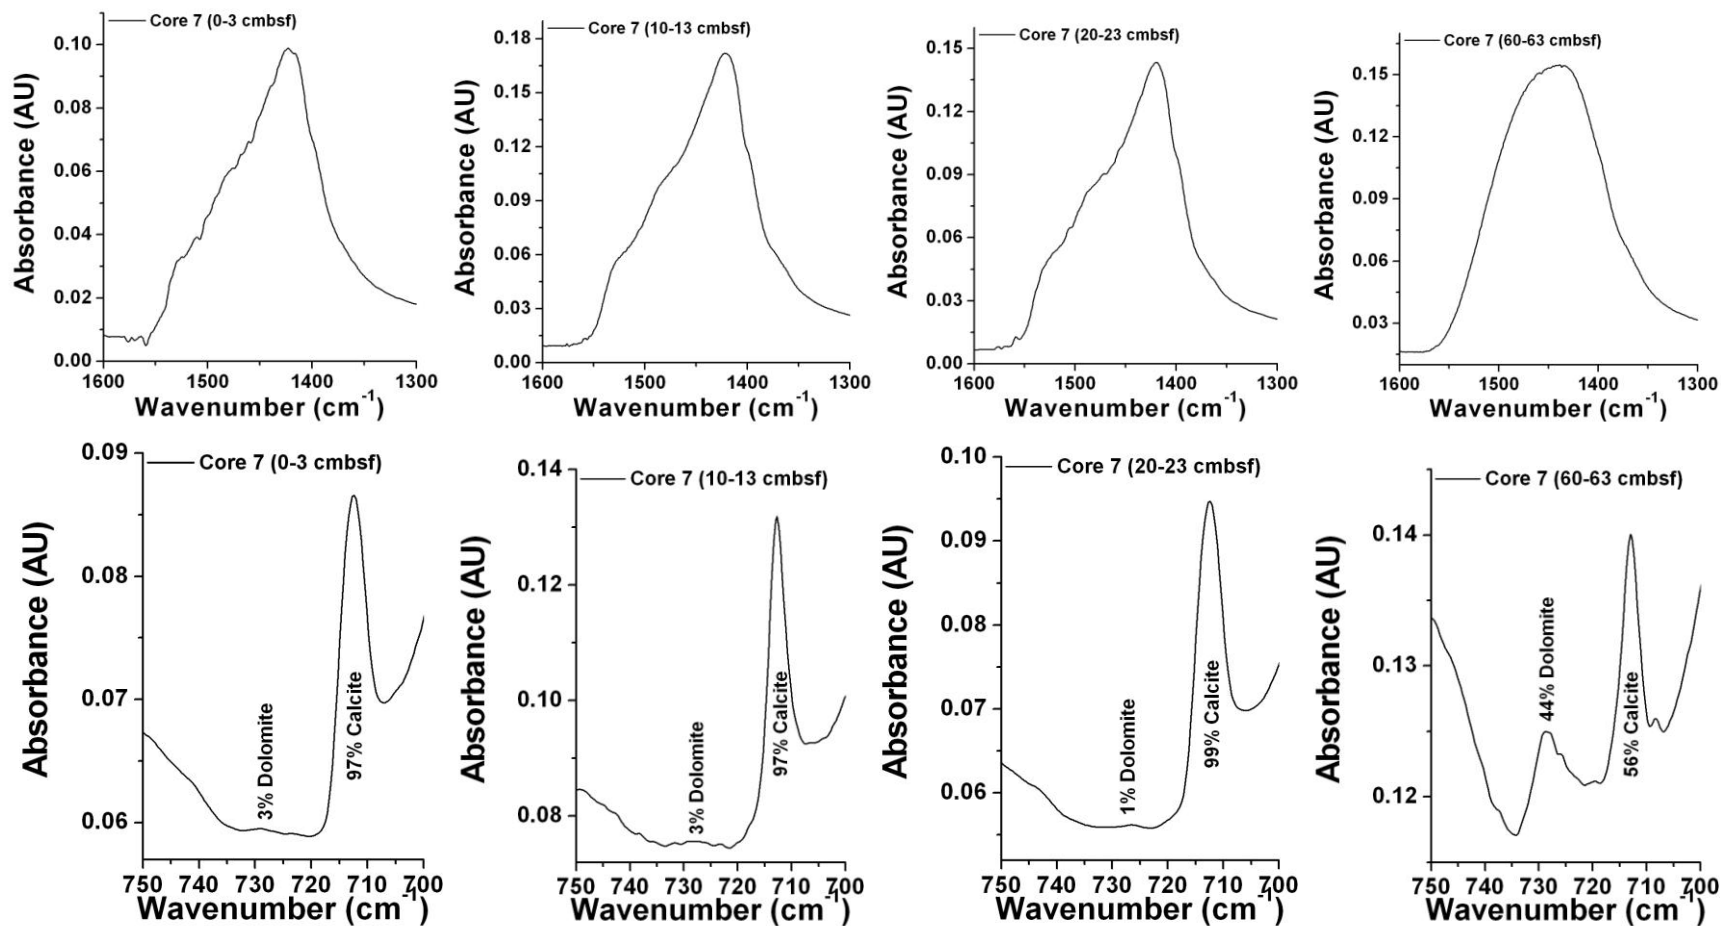 Core 7 (0-3 cmbsf)
Absorbance (AU)
0.10
0.08
0.06
0.04
0.02
0.00
1600 1500 1400 1300
Wavenumber (cm-1)
Core 7 (10-13 cmbsf)
Absorbance (AU)
0.18
0.15
0.12
0.09
0.06
0.03
0.00
1600 1500 1400 1300
Wavenumber (cm-1)
Core 7 (20-23 cmbsf)
Absorbance (AU)
0.15
0.12
0.09
0.06
0.03
0.00
1600 1500 1400 1300
Wavenumber (cm-1)
Core 7 (60-63 cmbsf)
Absorbance (AU)
0.15
0.12
0.09
0.06
0.03
1600 1500 1400 1300
Wavenumber (cm-1)
Core 7 (0-3 cmbsf)
Absorbance (AU)
0.09
0.08
0.07
0.06
3% Dolomite
97% Calcite
750 740 730 720 710 700
Wavenumber (cm-1)
Core 7 (10-13 cmbsf)
Absorbance (AU)
0.14
0.12
0.10
0.08
3% Dolomite
97% Calcite
750 740 730 720 710 700
Wavenumber (cm-1)
Core 7 (20-23 cmbsf)
Absorbance (AU)
0.10
0.09
0.08
0.07
0.06
1% Dolomite
99% Calcite
750 740 730 720 710 700
Wavenumber (cm-1)
Core 7 (60-63 cmbsf)
Absorbance (AU)
0.14
0.13
0.12
44% Dolomite
56% Calcite
750 740 730 720 710 700
Wavenumber (cm-1)